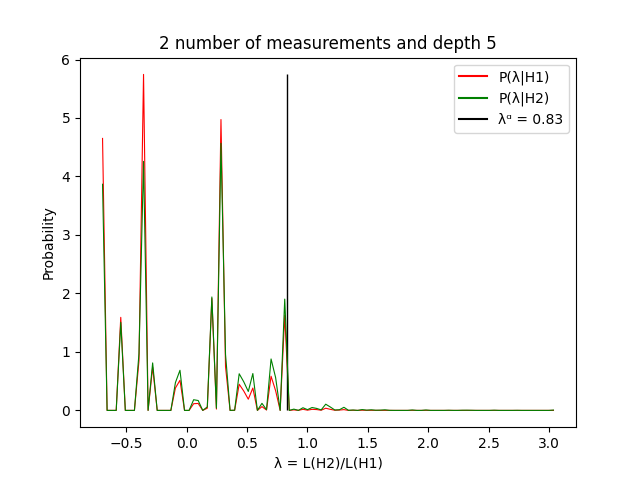 2 number of measurements and depth 5
P(λ|H1)
P(λ|H2)
λᵅ = 0.83
Probability
6
5
4
3
2
1
0
−0.5 0.0 0.5 1.0 1.5 2.0 2.5 3.0
λ = L(H2)/L(H1)